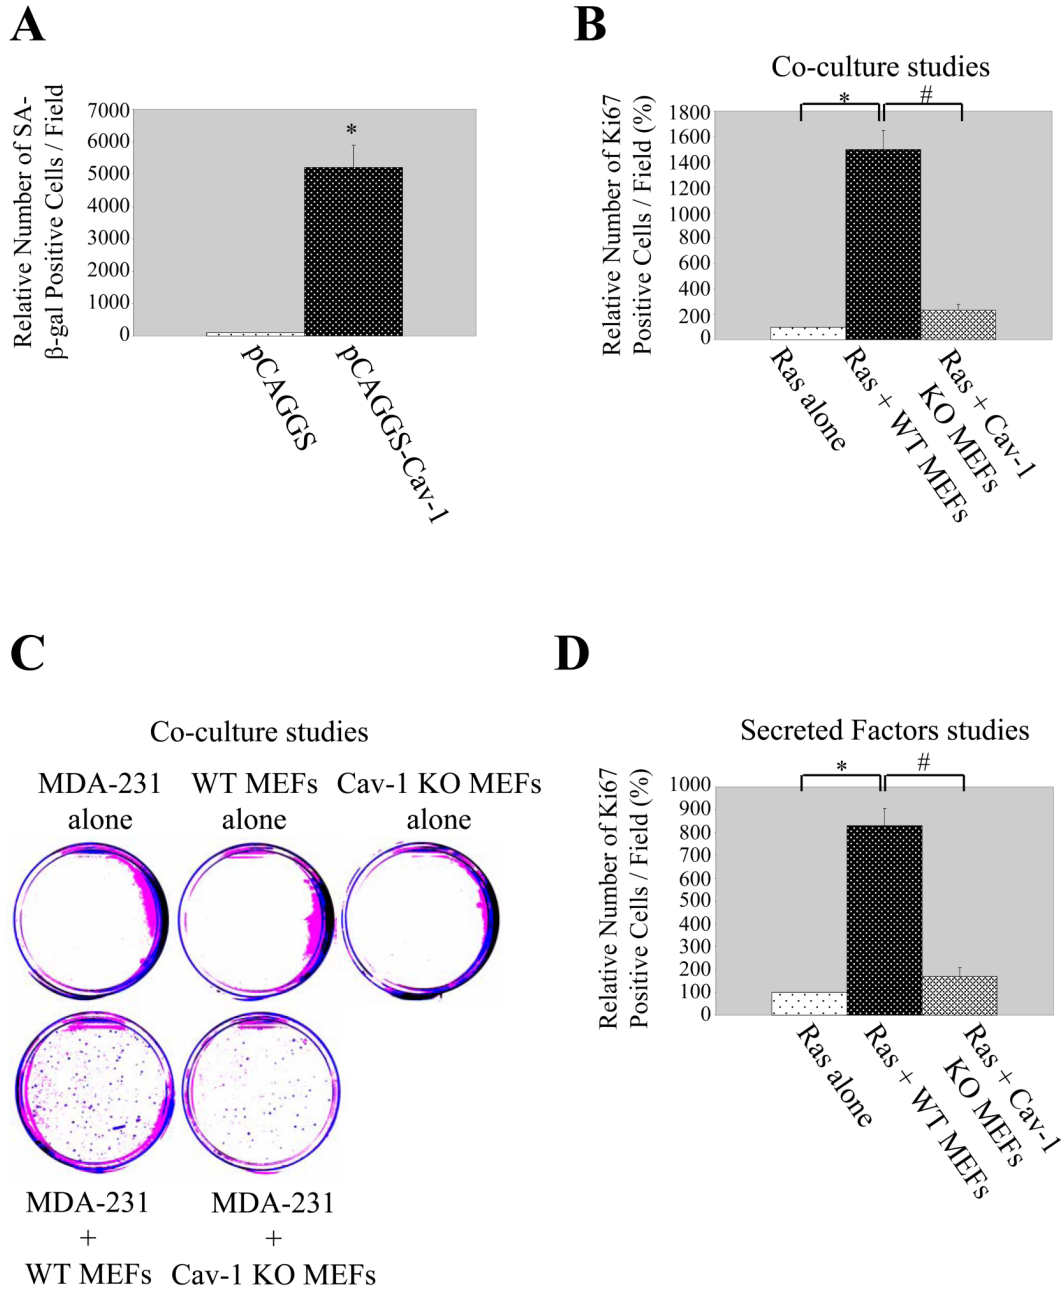 A
Relative Number of SA-
β-gal Positive Cells / Field
7000
6000
5000
4000
3000
2000
1000
0
*
pCAGGS
pCAGGS-Cav-1
B
Co-culture studies
Relative Number of Ki67
Positive Cells / Field (%)
1800
1600
1400
1200
1000
800
600
400
200
0
*
#
Ras alone
Ras + WT MEFs
Ras + Cav-1
KO MEFs
C
Co-culture studies
MDA-231
alone
WT MEFs
alone
Cav-1 KO MEFs
alone
MDA-231
+
WT MEFs
MDA-231
+
Cav-1 KO MEFs
D
Secreted Factors studies
Relative Number of Ki67
Positive Cells / Field (%)
1000
900
800
700
600
500
400
300
200
100
0
*
#
Ras alone
Ras + WT MEFs
Ras + Cav-1
KO MEFs